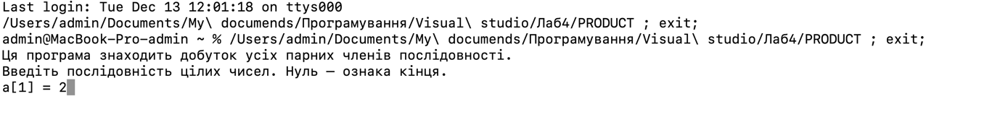 Last login: Tue Dec 13 12:01:18 on ttys000
/Users/admin/Documents/My\ documends/Програмування/Visual\ studio/Лаб4/PRODUCT ; exit;
admin@MacBook-Pro-admin ~ % /Users/admin/Documents/My\ documends/Програмування/Visual\ studio/Лаб4/PRODUCT ; exit;
Ця програма знаходить добуток усіх парних членів послідовності.
Введіть послідовність цілих чисел. Нуль — ознака кінця.
a[1] = 2